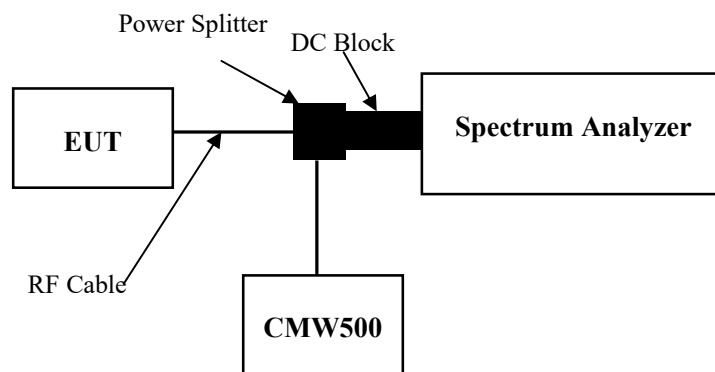 Power Splitter
DC Block
EUT
Spectrum Analyzer
RF Cable
CMW500